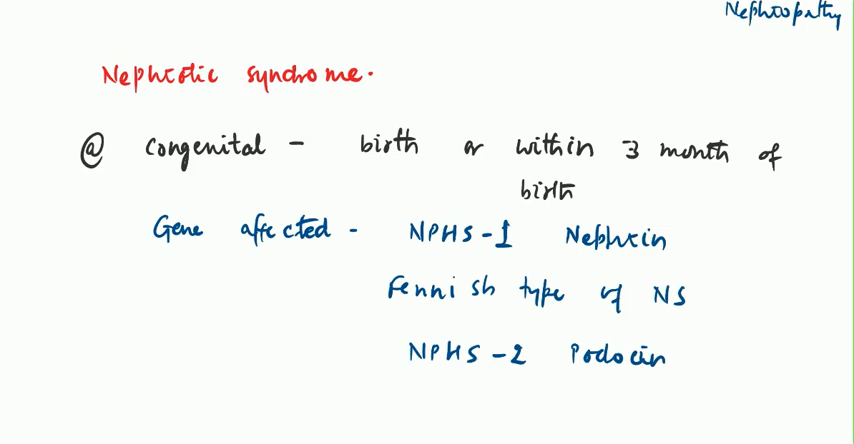 Nephropathy
Nephrotic syndrome.
@ congenital - birth or within 3 month of
birth
Gene affected - NPHS-1 Nephrin
Fennish type of NS
NPHS-2 Podocin